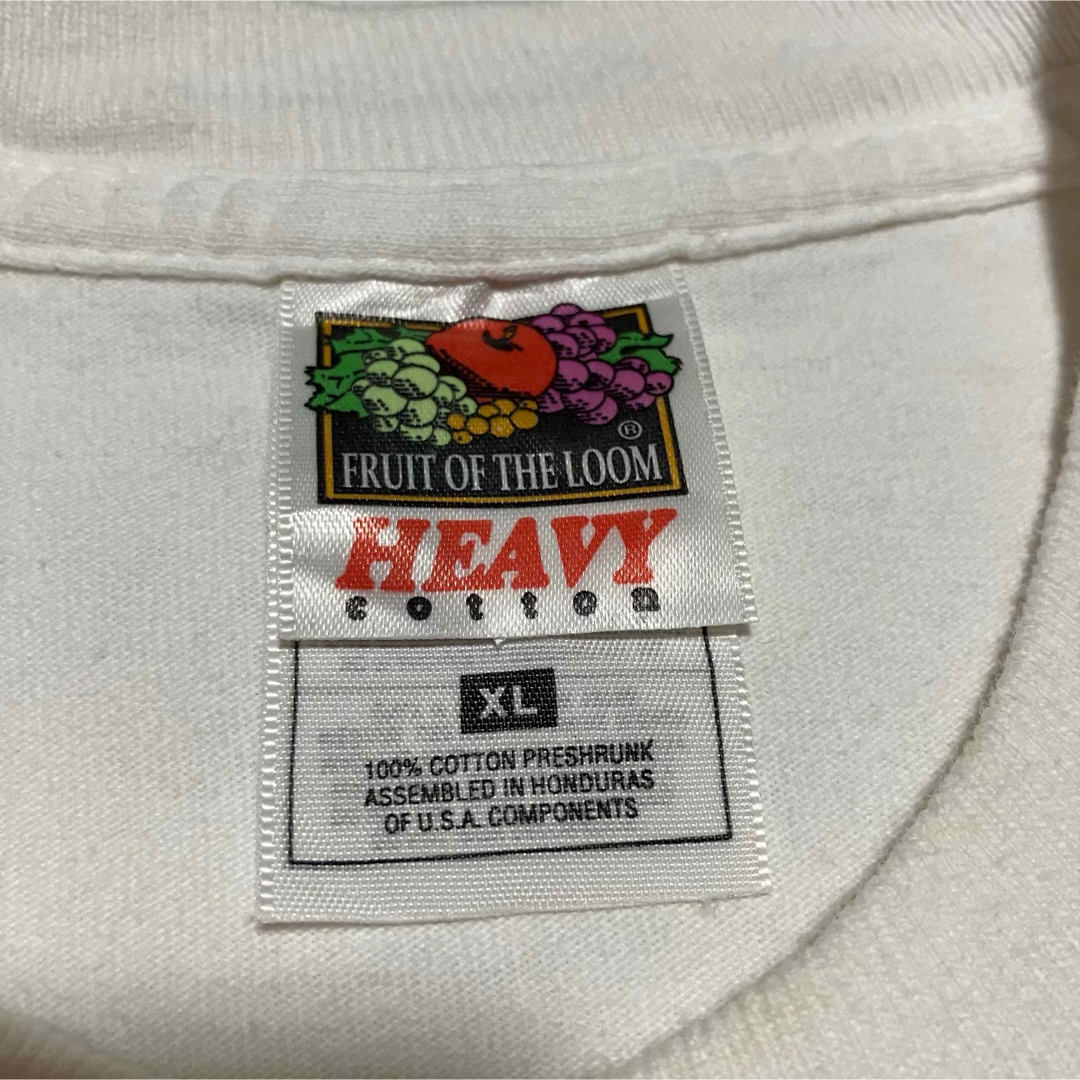 ®
FRUIT OF THE LOOM
HEAVY
cotton
XL
100% COTTON PRESHRUNK
ASSEMBLED IN HONDURAS
OF U.S.A. COMPONENTS